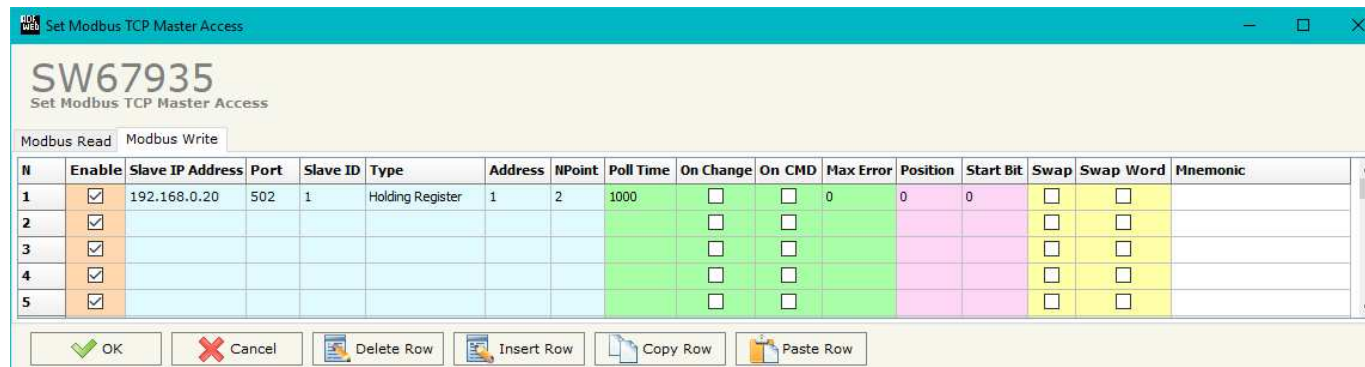 ADF WEB Set Modbus TCP Master Access
SW67935
Set Modbus TCP Master Access
Modbus Read Modbus Write
N Enable Slave IP Address Port Slave ID Type Address NPoint Poll Time On Change On CMD Max Error Position Start Bit Swap Swap Word Mnemonic
1 192.168.0.20 502 1 Holding Register 1 2 1000 0 0 0
2
3
4
5
OK Cancel Delete Row Insert Row Copy Row Paste Row